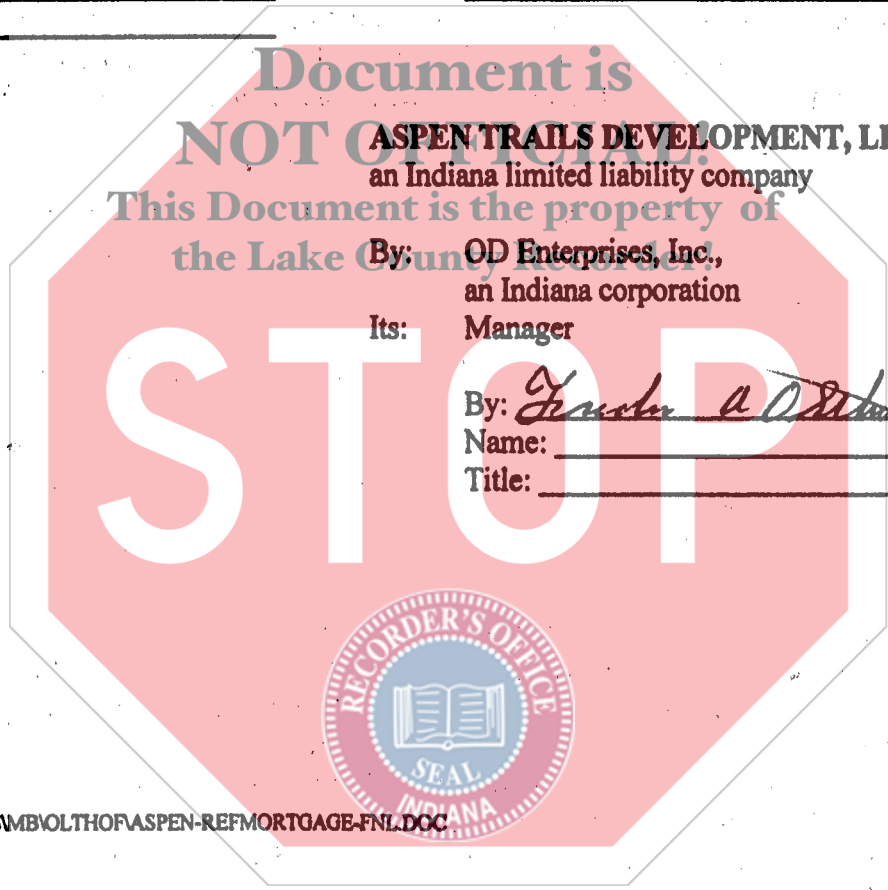 Document is
NOT OFFICIAL!
ASPEN TRAILS DEVELOPMENT, L
an Indiana limited liability company
This Document is the property of
the Lake County Recorder!
By: OD Enterprises, Inc.,
an Indiana corporation
Its: Manager
STOP
By:
Name:
Title:
RECORDER'S OFFICE
SEAL
INDIANA
\MB\OLTHOF\ASPEN-REFMORTGAGE-FNL.DOC